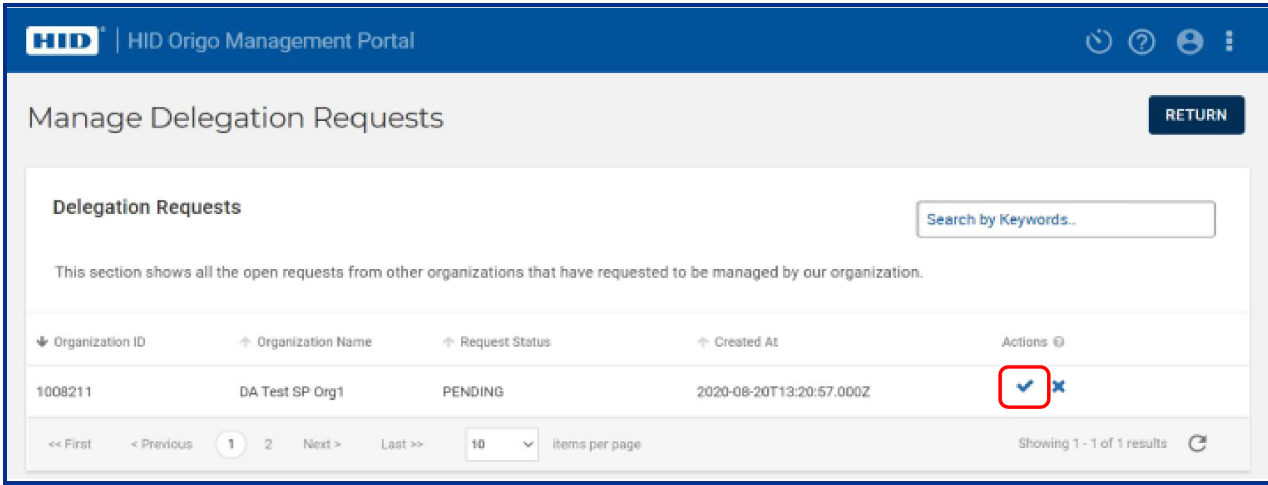 HID | HID Origo Management Portal
Manage Delegation Requests
RETURN
Delegation Requests
Search by Keywords..
This section shows all the open requests from other organizations that have requested to be managed by our organization.
Organization ID Organization Name Request Status Created At Actions
1008211 DA Test SP Org1 PENDING 2020-08-20T13:20:57.000Z
<< First < Previous 1 2 Next > Last >> 10 items per page Showing 1 - 1 of 1 results